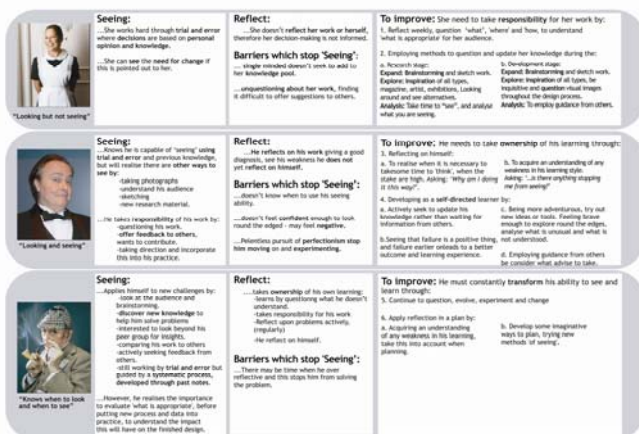 Seeing:
...She works hard through trial and error
where decisions are based on personal
opinion and knowledge.
...She can see the need for change if
this is pointed out to her.
"Looking but not seeing"
Reflect:
...She doesn't reflect her work or herself,
therefore her decision-making is not informed.
Barriers which stop 'Seeing':
... single minded doesn't seek to add to
her knowledge pool.
...unquestioning about her work, finding
it difficult to offer suggestions to others.
To improve: She need to take responsibility for her work by:
1. Reflect weekly, question 'what', 'where' and 'how, to understand
what is appropriate' for her audience.
2. Employing methods to question and update her knowledge during the:
a. Research stage:
Expand: Brainstorming and sketch work.
Explore: Inspiration of all types,
magazine, artist, exhibitions, Looking
around and see alternatives.
Analysis: Take time to "see", and analyse
what you are seeing.
b. Development stage:
Expand: Brainstorming and sketch work.
Explore: Inspiration of all types, be
inquisitive and question visual images
throughout the design process.
Analysis: To employ guidance from others.
Seeing:
...Knows he is capable of 'seeing' using
trial and error and previous knowledge,
but will realise there are other ways to
see by:
-taking photographs
-understand his audience
-sketching
-new research material.
...He takes responsibility of his work by:
-questioning his work.
-offer feedback to others,
wants to contribute.
-taking direction and incorporate
this into his practice.
"Looking and seeing"
Reflect:
...He reflects on his work giving a good
diagnosis, see his weakness he does not
yet reflect on himself.
Barriers which stop 'Seeing':
...doesn't know when to use his seeing
ability.
...doesn't feel confident enough to look
round the edged - may feel negative.
...Pelentous pursuit of perfectionism stop
him moving on and experimenting.
To improve: He needs to take ownership of his learning through:
3. Reflecting on himself:
a. To realise when it is necessary to
takesome time to 'think', when the
stake are high. Asking: 'Why am I doing
it this way?'.
b. To acquire an understanding of any
weakness in his learning style.
Asking: '..is there anything stopping
me from seeing?'
4. Developing as a self-directed learner by:
a. Actively seek to update his
knowledge rather than waiting for
information from others.
b.Seeing that failure is a positive thing,
and failure earlier onleads to a better
outcome and learning experience.
c. Being more adventurous, try out
new ideas or tools. Feeling brave
enough to explore round the edges,
analyse what is unusual and what is
not understood.
d. Employing guidance from others
be consider what advise to take.
Seeing:
...Applies himself to new challenges by:
-look at the audience and
brainstorming.
-discover new knowledge to
help him solve problems
-interested to look beyond his
peer group for insights.
-comparing his work to others
-actively seeking feedback from
others.
-still working by trial and error but
guided by a systematic process,
developed through past notes.
...However, he realises the importance
to evaluate 'what is appropriate', before
putting new process and data into
practice, to understand the impact
this will have on the finished design.
"Knows when to look
and when to see"
Reflect:
...takes ownership of his own learning:
-learns by questionng what he doesn't
understand.
-takes responsibility for his work
-Reflect upon problems actively,
(regularly)
-He reflect on himself.
Barriers which stop 'Seeing':
...There may be time when he over
reflective and this stops him from solving
the problem.
To improve: He must constantly transform his ability to see and
learn through:
5. Continue to question, evolve, experiment and change
6. Apply reflection in a plan by:
a. Acquiring an understanding
of any weakness in his learning,
take this into account when
planning.
b. Develop some imaginative
ways to plan, trying new
methods 'of seeing'.